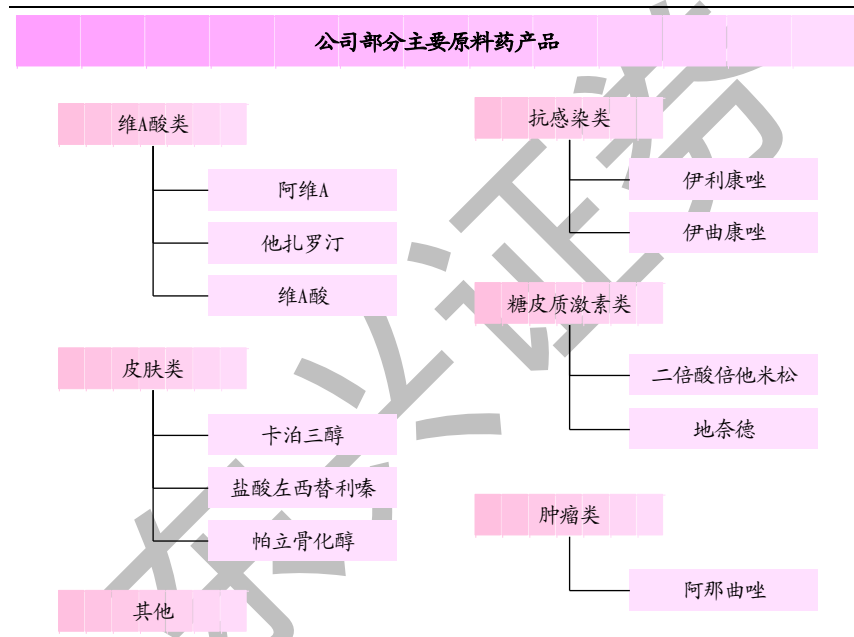 公司部分主要原料药产品
维A酸类
阿维A
他扎罗汀
维A酸
皮肤类
卡泊三醇
盐酸左西替利嗪
帕立骨化醇
其他
抗感染类
伊利康唑
伊曲康唑
糖皮质激素类
二倍酸倍他米松
地奈德
肿瘤类
阿那曲唑
东兴证券